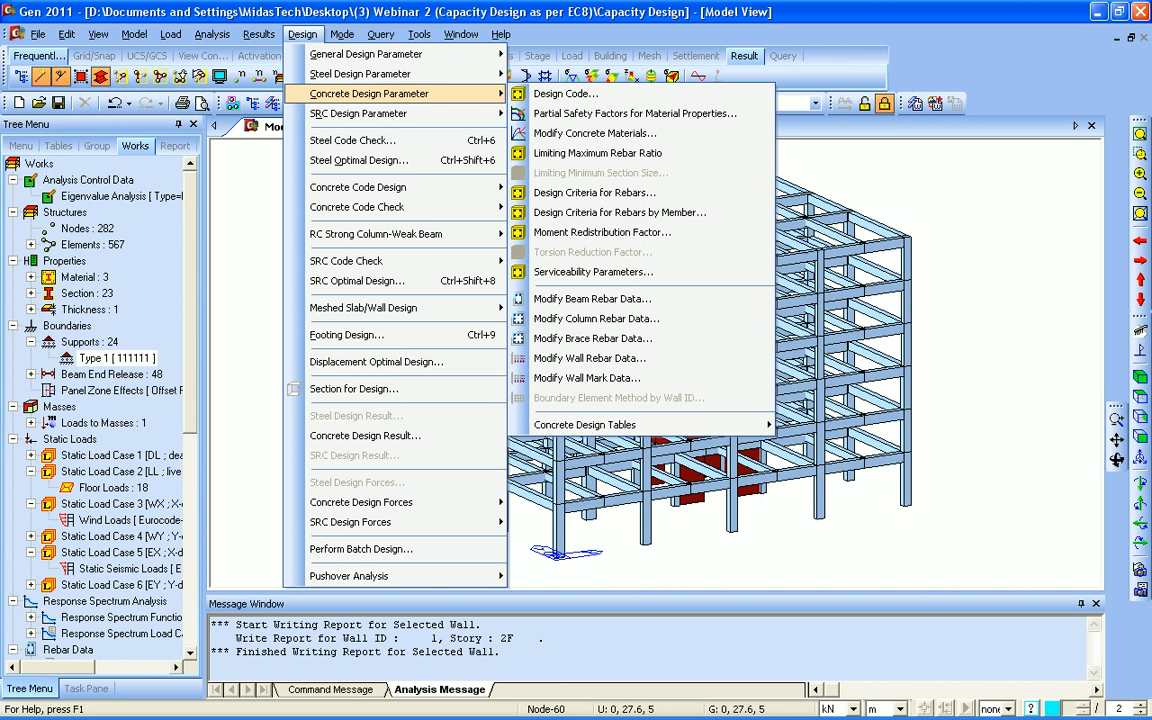 Gen 2011 - [D:\Documents and Settings\MidasTech\Desktop\(3) Webinar 2 (Capacity Design as per EC8)\Capacity Design] - [Model View]
File Edit View Model Load Analysis Results Design Mode Query Tools Window Help
Frequentl... Grid/Snap UCS/GCS View Con... Activation Stage Load Building Mesh Settlement Result Query
Tree Menu
Menu Tables Group Works Report
Works
Analysis Control Data
Eigenvalue Analysis [ Type=
Structures
Nodes : 282
Elements : 567
Properties
Material : 3
Section : 23
Thickness : 1
Boundaries
Supports : 24
Type 1 [ 111111 ]
Beam End Release : 48
Panel Zone Effects [ Offset F
Masses
Loads to Masses : 1
Static Loads
Static Load Case 1 [DL ; dea
Static Load Case 2 [LL ; live
Floor Loads : 18
Static Load Case 3 [WX ; X-
Wind Loads [ Eurocode-
Static Load Case 4 [WY ; Y-
Static Load Case 5 [EX ; X-d
Static Seismic Loads [ E
Static Load Case 6 [EY ; Y-d
Response Spectrum Analysis
Response Spectrum Functio
Response Spectrum Load C
Rebar Data
Tree Menu Task Pane
General Design Parameter
Steel Design Parameter
Concrete Design Parameter
SRC Design Parameter
Steel Code Check... Ctrl+6
Steel Optimal Design... Ctrl+Shift+6
Concrete Code Design
Concrete Code Check
RC Strong Column-Weak Beam
SRC Code Check
SRC Optimal Design... Ctrl+Shift+8
Meshed Slab/Wall Design
Footing Design... Ctrl+9
Displacement Optimal Design...
Section for Design...
Steel Design Result...
Concrete Design Result...
SRC Design Result...
Steel Design Forces...
Concrete Design Forces
SRC Design Forces
Perform Batch Design...
Pushover Analysis
Design Code...
Partial Safety Factors for Material Properties...
Modify Concrete Materials...
Limiting Maximum Rebar Ratio
Limiting Minimum Section Size...
Design Criteria for Rebars...
Design Criteria for Rebars by Member...
Moment Redistribution Factor...
Torsion Reduction Factor...
Serviceability Parameters...
Modify Beam Rebar Data...
Modify Column Rebar Data...
Modify Brace Rebar Data...
Modify Wall Rebar Data...
Modify Wall Mark Data...
Boundary Element Method by Wall ID...
Concrete Design Tables
Message Window
*** Start Writing Report for Selected Wall.
Write Report for Wall ID : 1, Story : 2F .
*** Finished Writing Report for Selected Wall.
Command Message Analysis Message
For Help, press F1 Node-60 U: 0, 27.6, 5 G: 0, 27.6, 5 kN m none 2